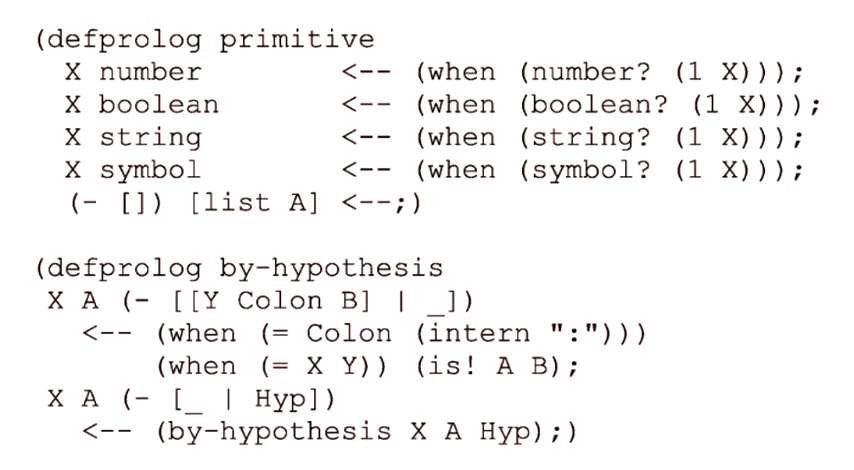 (defprolog primitive
  X number         <-- (when (number? (1 X)));
  X boolean        <-- (when (boolean? (1 X)));
  X string         <-- (when (string? (1 X)));
  X symbol         <-- (when (symbol? (1 X)));
  (- []) [list A] <--;)
(defprolog by-hypothesis
 X A (- [[Y Colon B] | _])
   <-- (when (= Colon (intern ":")))
       (when (= X Y)) (is! A B);
 X A (- [_ | Hyp])
   <-- (by-hypothesis X A Hyp);)